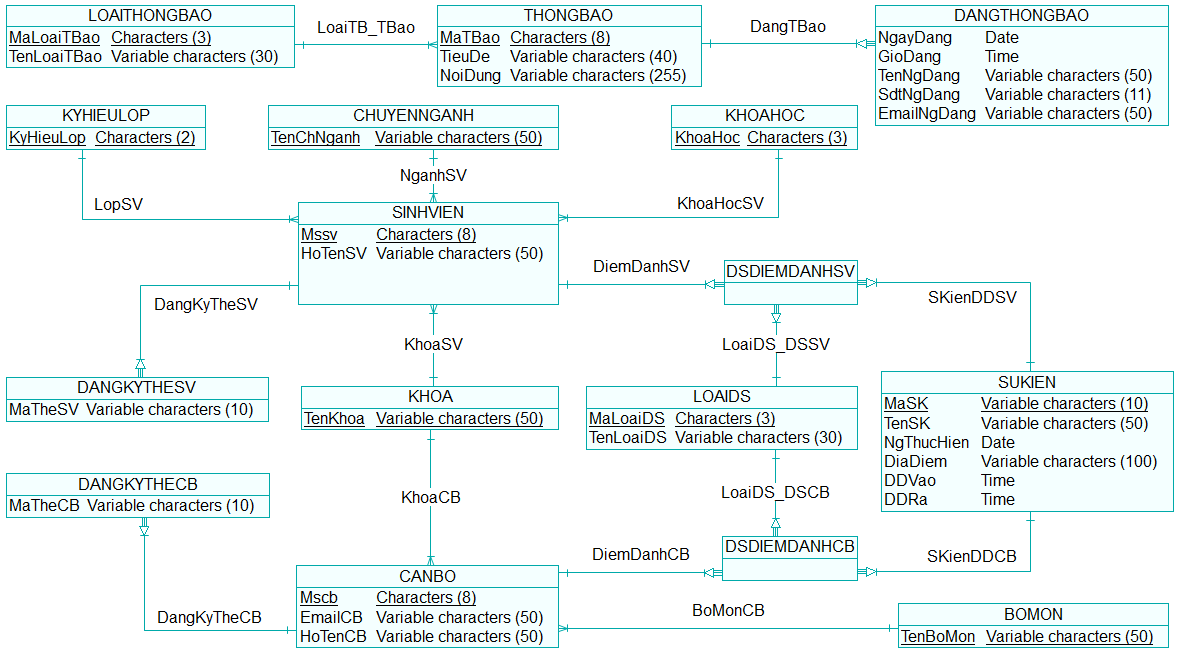 LOAITHONGBAO
MaLoaiTBao Characters (3)
TenLoaiTBao Variable characters (30)
LoaiTB_TBao
THONGBAO
MaTBao Characters (8)
TieuDe Variable characters (40)
NoiDung Variable characters (255)
DangTBao
DANGTHONGBAO
NgayDang Date
GioDang Time
TenNgDang Variable characters (50)
SdtNgDang Variable characters (11)
EmailNgDang Variable characters (50)
KYHIEULOP
KyHieuLop Characters (2)
CHUYENNGANH
TenChNganh Variable characters (50)
KHOAHOC
KhoaHoc Characters (3)
LopSV
NganhSV
KhoaHocSV
SINHVIEN
Mssv Characters (8)
HoTenSV Variable characters (50)
DiemDanhSV
DSDIEMDANHSV
SKienDDSV
DangKyTheSV
KhoaSV
LoaiDS_DSSV
DANGKYTHESV
MaTheSV Variable characters (10)
KHOA
TenKhoa Variable characters (50)
LOAIDS
MaLoaiDS Characters (3)
TenLoaiDS Variable characters (30)
SUKIEN
MaSK Variable characters (10)
TenSK Variable characters (50)
NgThucHien Date
DiaDiem Variable characters (100)
DDVao Time
DDRa Time
DANGKYTHECB
MaTheCB Variable characters (10)
KhoaCB
LoaiDS_DSCB
DiemDanhCB
DSDIEMDANHCB
SKienDDCB
DangKyTheCB
CANBO
Mscb Characters (8)
EmailCB Variable characters (50)
HoTenCB Variable characters (50)
BoMonCB
BOMON
TenBoMon Variable characters (50)